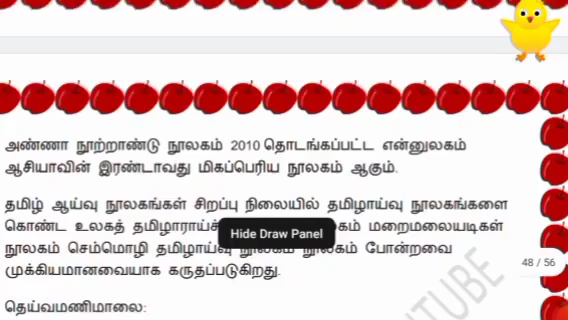 அண்ணா நூற்றாண்டு நூலகம் 2010 தொடங்கப்பட்ட என்னுலகம்
ஆசியாவின் இரண்டாவது மிகப்பெரிய நூலகம் ஆகும்.
தமிழ் ஆய்வு நூலகங்கள் சிறப்பு நிலையில் தமிழாய்வு நூலகங்களை
கொண்ட உலகத் மறைமலையடிகள்
Hide Draw Panel
நூலகம் செம்மொழி தமிழாய்வு நூலகம் நூலகம் போன்றவை
48 / 56
முக்கியமானவையாக கருதப்படுகிறது.
தெய்வமணிமாலை: